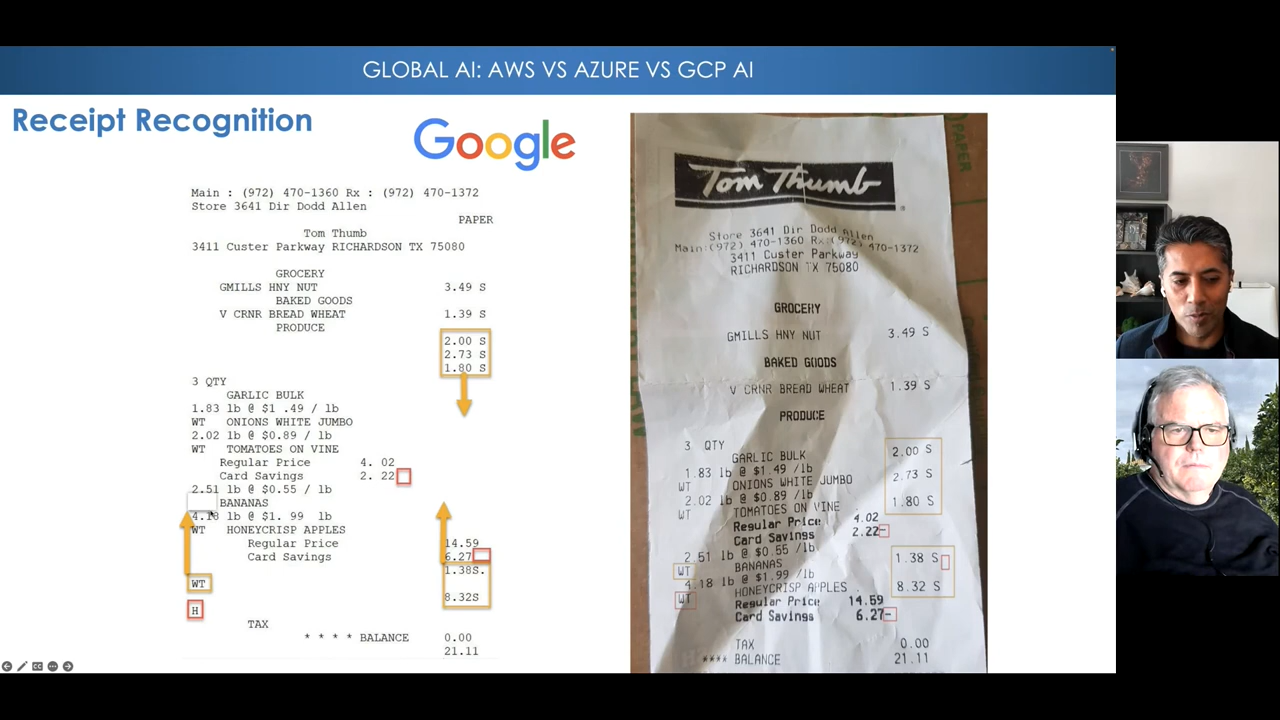 GLOBAL AI: AWS VS AZURE VS GCP AI
Receipt Recognition
Google
Main : (972) 470-1360 Rx : (972) 470-1372
Store 3641 Dir Dodd Allen
PAPER
Tom Thumb
3411 Custer Parkway RICHARDSON TX 75080
GROCERY
GMILLS HNY NUT 3.49 S
BAKED GOODS
V CRNR BREAD WHEAT 1.39 S
PRODUCE
2.00 S
2.73 S
1.80 S
3 QTY
GARLIC BULK
1.83 lb @ $1 .49 / lb
WT ONIONS WHITE JUMBO
2.02 lb @ $0.89 / lb
WT TOMATOES ON VINE
Regular Price 4. 02
Card Savings 2. 22
2.51 lb @ $0.55 / lb
BANANAS
4.18 lb @ $1. 99 lb
WT HONEYCRISP APPLES
Regular Price 14.59
Card Savings 6.27
1.38S.
WT
8.32S
H
TAX
* * * * BALANCE 0.00
21.11
PAPER
Tom Thumb
Store 3641 Dir Dodd Allen
Main:(972) 470-1360 Rx:(972) 470-1372
3411 Custer Parkway
RICHARDSON TX 75080
GROCERY
GMILLS HNY NUT 3.49 S
BAKED GOODS
V CRNR BREAD WHEAT 1.39 S
PRODUCE
3 QTY
GARLIC BULK 2.00 S
1.83 lb @ $1.49 /lb
WT ONIONS WHITE JUMBO 2.73 S
2.02 lb @ $0.89 /lb
WT TOMATOES ON VINE 1.80 S
Regular Price 4.02
Card Savings 2.22-
2.51 lb @ $0.55 /lb
WT BANANAS 1.38 S
4.18 lb @ $1.99 /lb
WT HONEYCRISP APPLES 8.32 S
Regular Price 14.59
Card Savings 6.27-
TAX 0.00
**** BALANCE 21.11